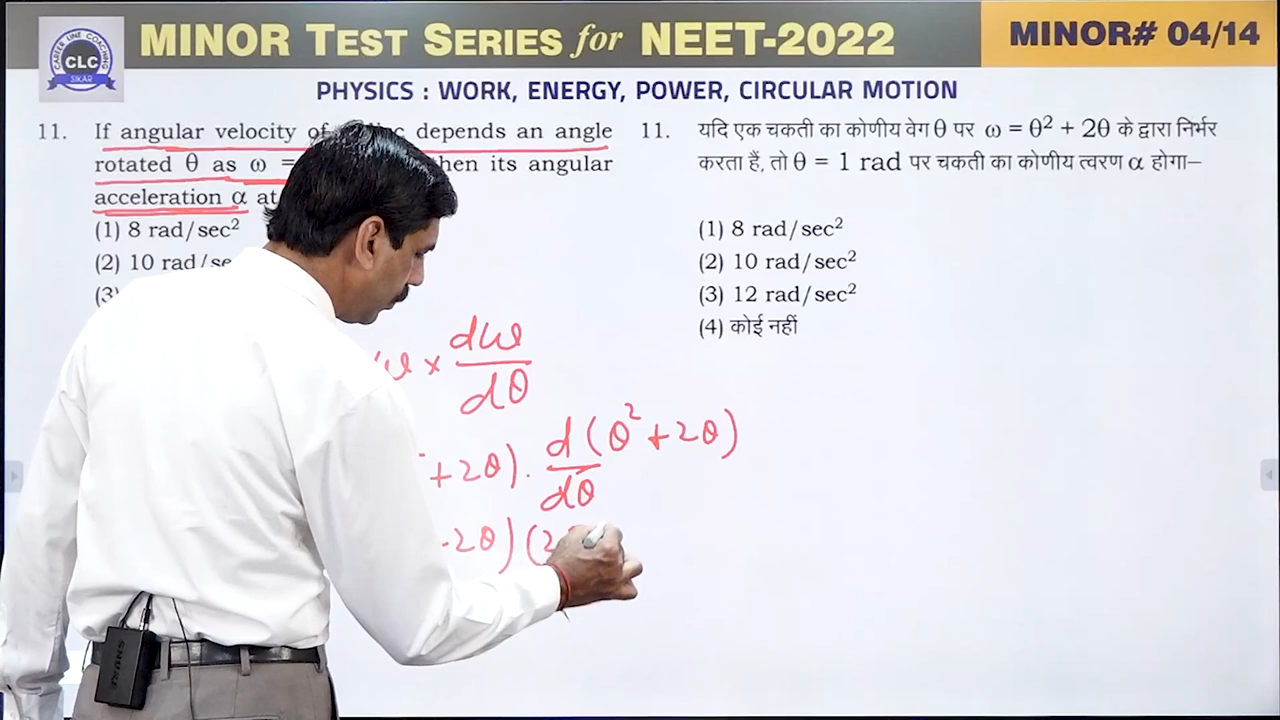 CAREER LINE COACHING
CLC
SIKAR
MINOR TEST SERIES for NEET-2022
MINOR# 04/14
PHYSICS : WORK, ENERGY, POWER, CIRCULAR MOTION
11. If angular velocity of depends an angle
rotated θ as ω = then its angular
acceleration α at
(1) 8 rad/sec²
(2) 10 rad/se
(3)
11. यदि एक चकती का कोणीय वेग θ पर ω = θ² + 2θ के द्वारा निर्भर
करता हैं, तो θ = 1 rad पर चकती का कोणीय त्वरण α होगा–
(1) 8 rad/sec²
(2) 10 rad/sec²
(3) 12 rad/sec²
(4) कोई नहीं
ω × dω/dθ
+2θ) · d(θ²+2θ)/dθ
2θ) (2
SHURE